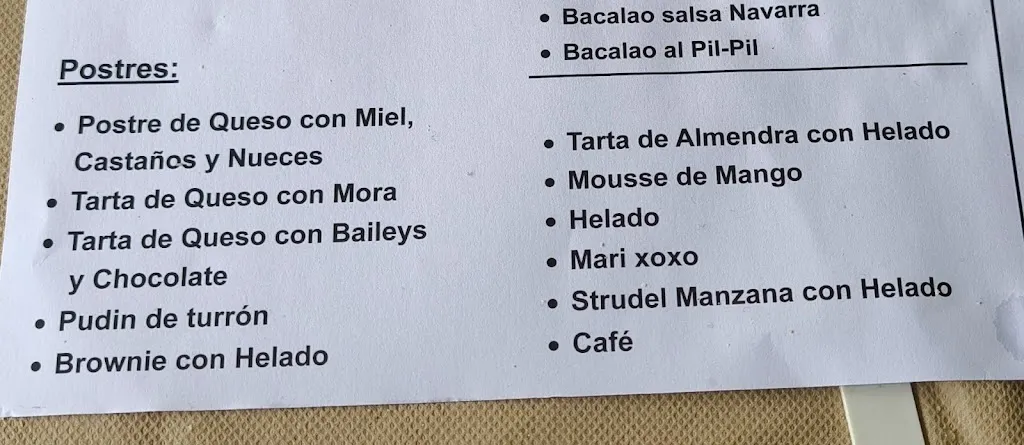 • Bacalao salsa Navarra
• Bacalao al Pil-Pil
Postres:
• Postre de Queso con Miel,
Castaños y Nueces
• Tarta de Queso con Mora
• Tarta de Queso con Baileys
y Chocolate
• Pudin de turrón
• Brownie con Helado
• Tarta de Almendra con Helado
• Mousse de Mango
• Helado
• Mari xoxo
• Strudel Manzana con Helado
• Café